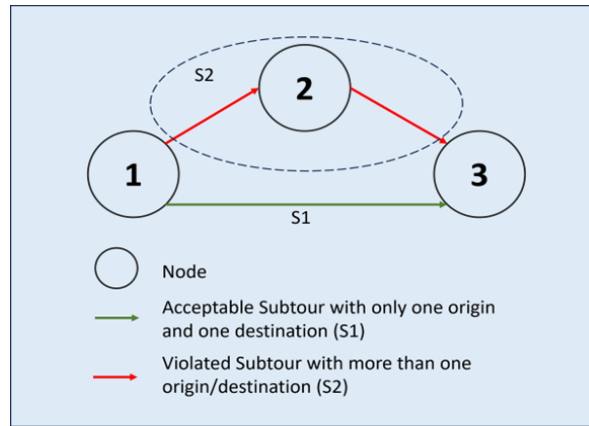 S2
2
1
3
S1
Node
Acceptable Subtour with only one origin
and one destination (S1)
Violated Subtour with more than one
origin/destination (S2)